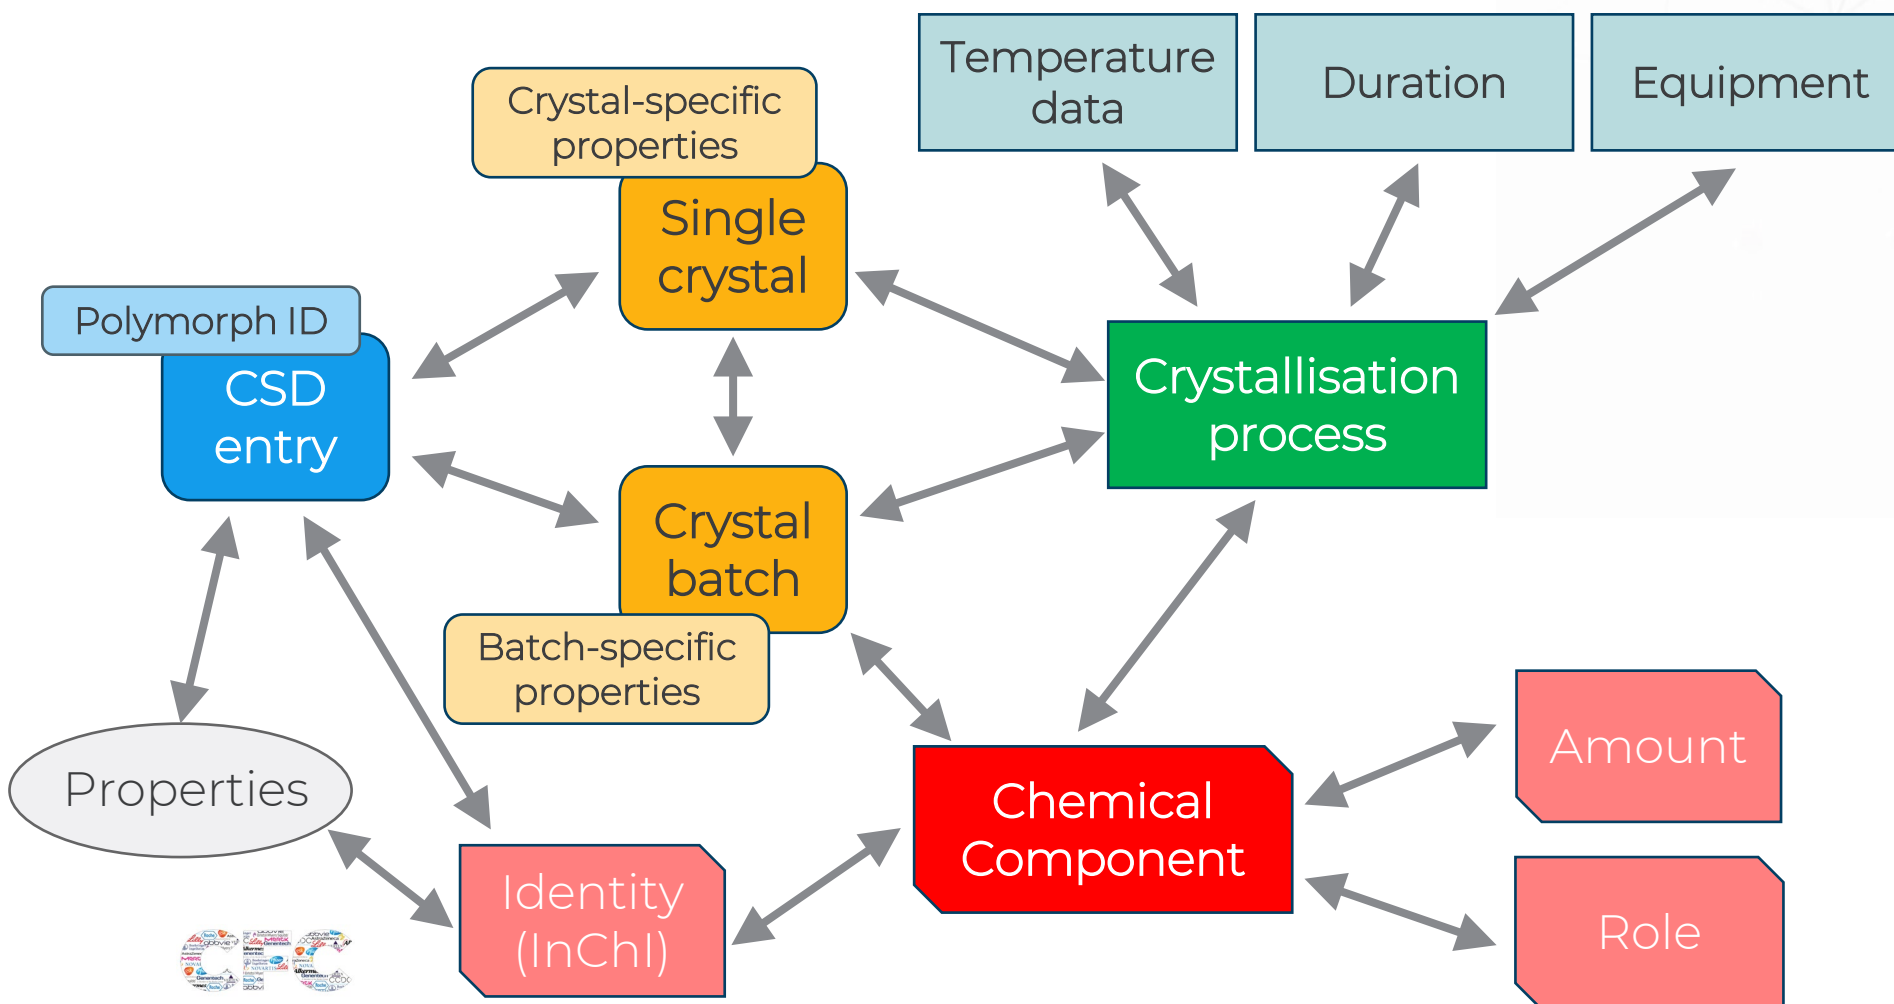 Temperature
data
Duration
Equipment
Crystal-specific
properties
Single
crystal
Polymorph ID
CSD
entry
Crystallisation
process
Crystal
batch
Batch-specific
properties
Properties
Identity
(InChI)
Chemical
Component
Amount
Role